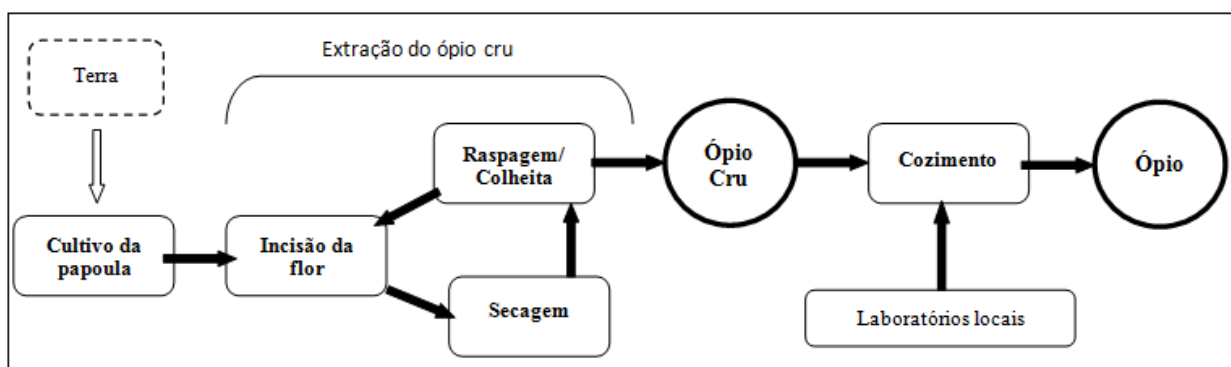 Extração do ópio cru
Terra
Cultivo da
papoula
Incisão da
flor
Secagem
Raspagem/
Colheita
Ópio
Cru
Cozimento
Laboratórios locais
Ópio